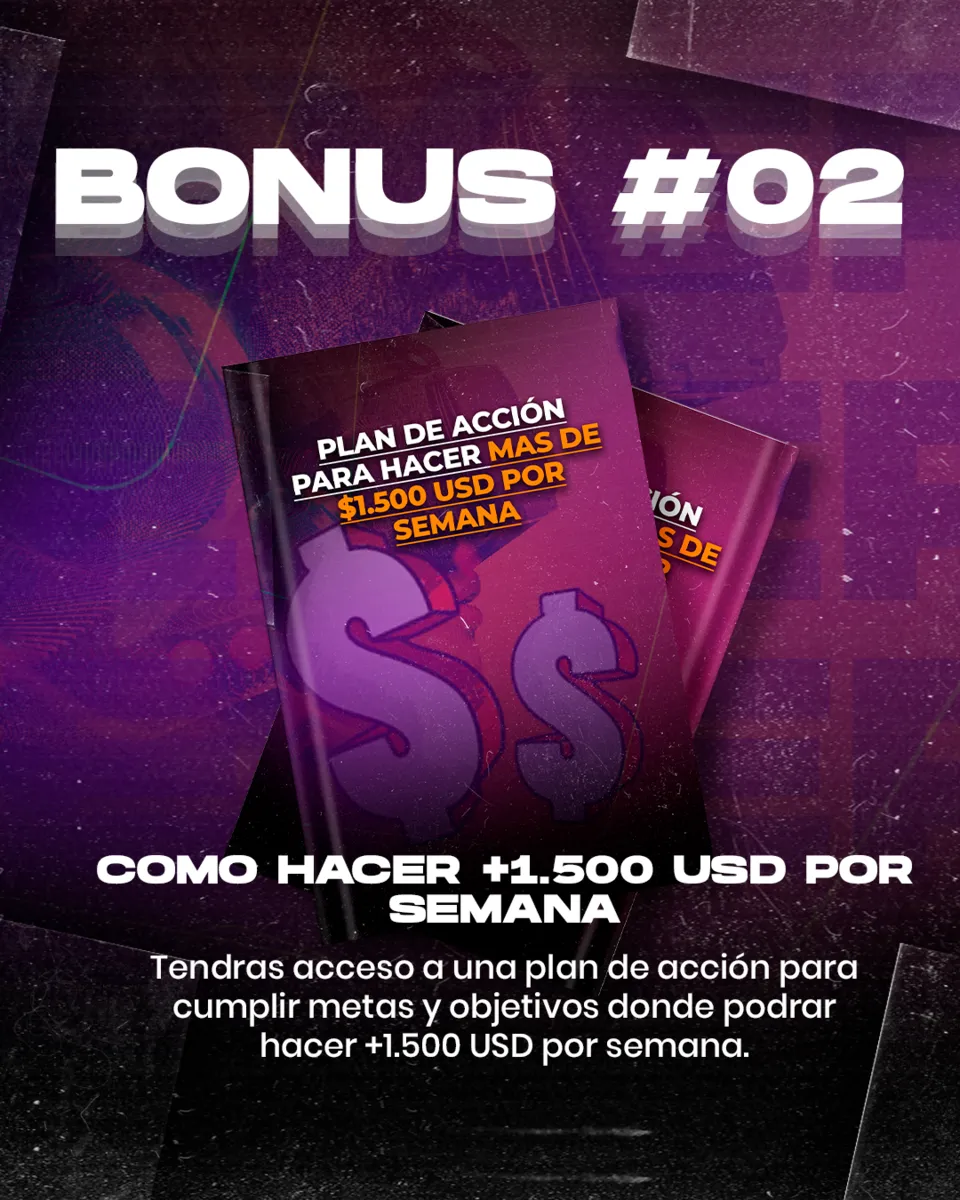 BONUS #02
PLAN DE ACCIÓN
PARA HACER MAS DE
$1.500 USD POR
SEMANA
IÓN
S DE
COMO HACER +1.500 USD POR
SEMANA
Tendras acceso a una plan de acción para
cumplir metas y objetivos donde podrar
hacer +1.500 USD por semana.